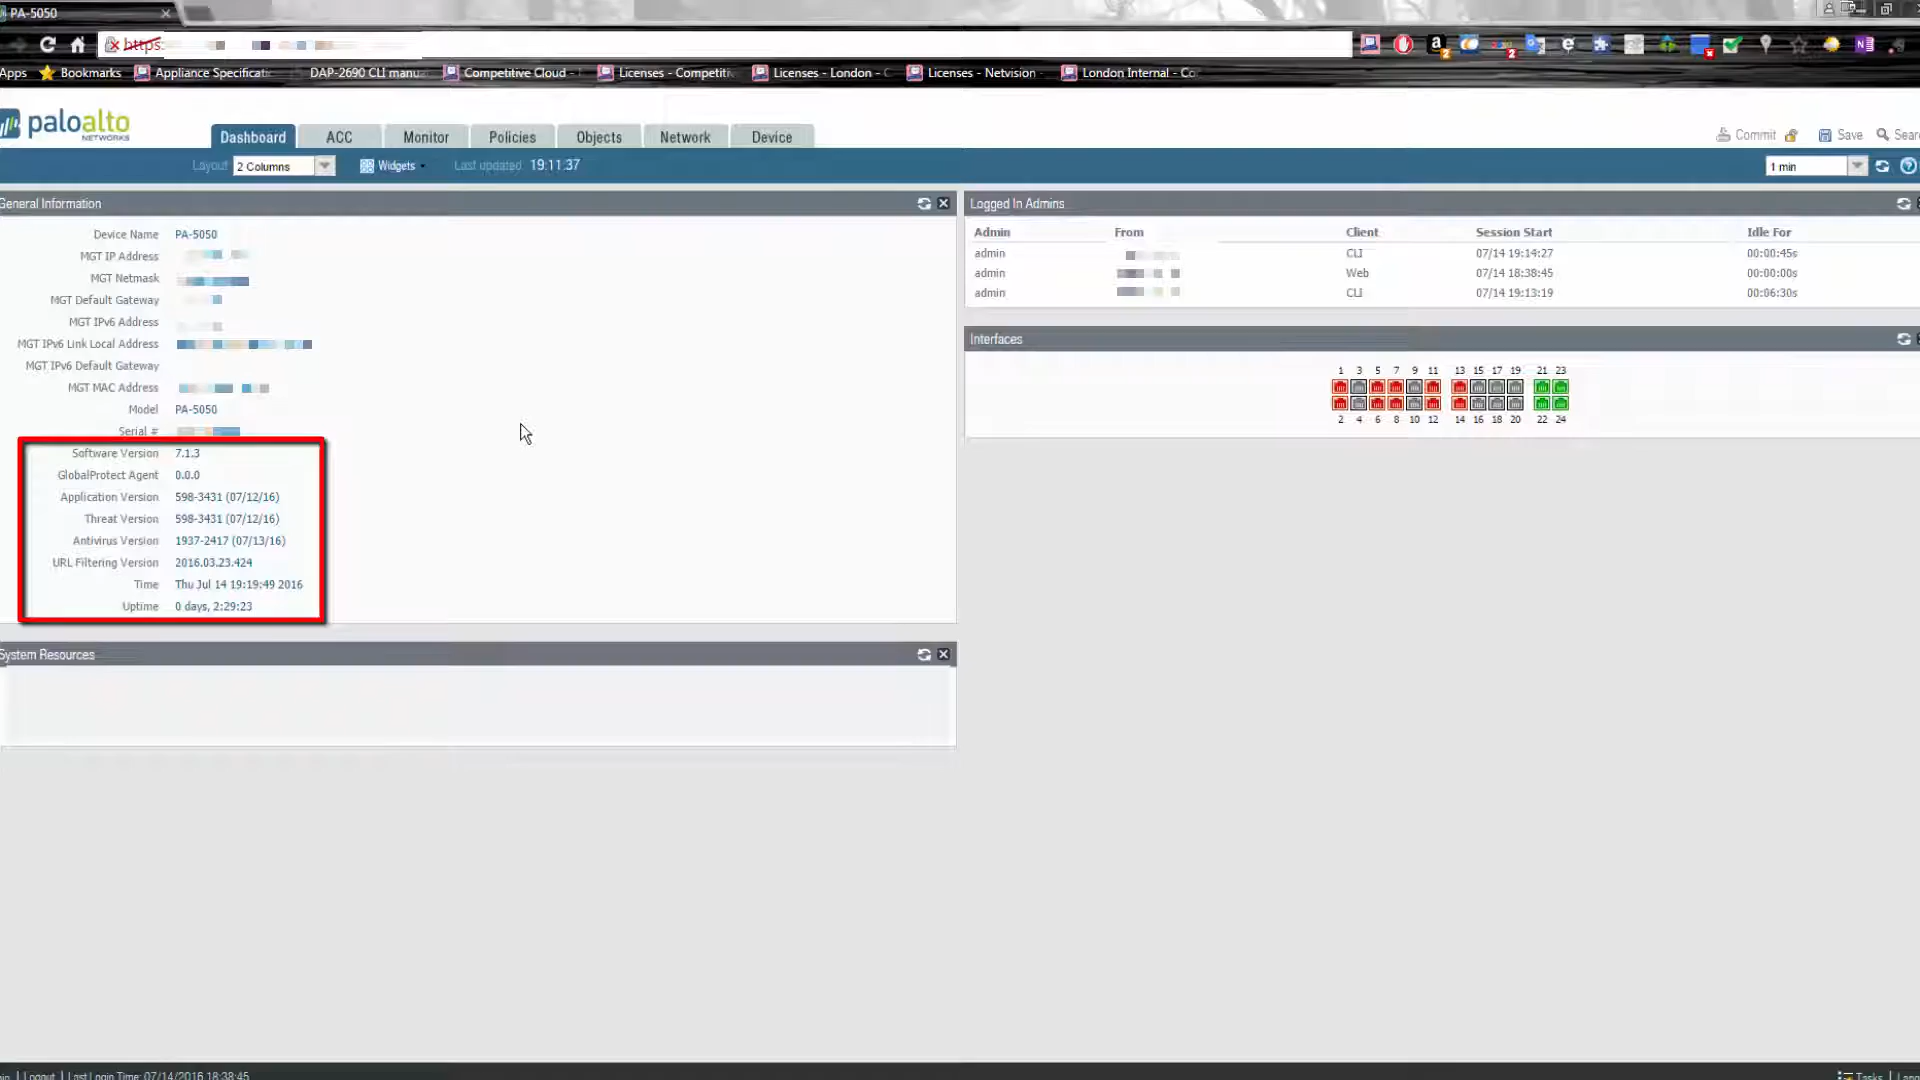 PA-5050
https:
Apps Bookmarks Appliance Specificati DAP-2690 CLI manu Competitive Cloud - Licenses - Competiti Licenses - London - C Licenses - Netvision London Internal - Co
paloalto
NETWORKS
Dashboard ACC Monitor Policies Objects Network Device Commit Save Sear
Layout 2 Columns Widgets Last updated 19:11:37 1 min
General Information
Device Name PA-5050
MGT IP Address
MGT Netmask
MGT Default Gateway
MGT IPv6 Address
MGT IPv6 Link Local Address
MGT IPv6 Default Gateway
MGT MAC Address
Model PA-5050
Serial #
Software Version 7.1.3
GlobalProtect Agent 0.0.0
Application Version 598-3431 (07/12/16)
Threat Version 598-3431 (07/12/16)
Antivirus Version 1937-2417 (07/13/16)
URL Filtering Version 2016.03.23.424
Time Thu Jul 14 19:19:49 2016
Uptime 0 days, 2:29:23
System Resources
Logged In Admins
Admin From Client Session Start Idle For
admin CLI 07/14 19:14:27 00:00:45s
admin Web 07/14 18:38:45 00:00:00s
admin CLI 07/14 19:13:19 00:06:30s
Interfaces
1 3 5 7 9 11 13 15 17 19 21 23
2 4 6 8 10 12 14 16 18 20 22 24
Logout | Last Login Time: 07/14/2016 18:38:45 Tasks | Lang